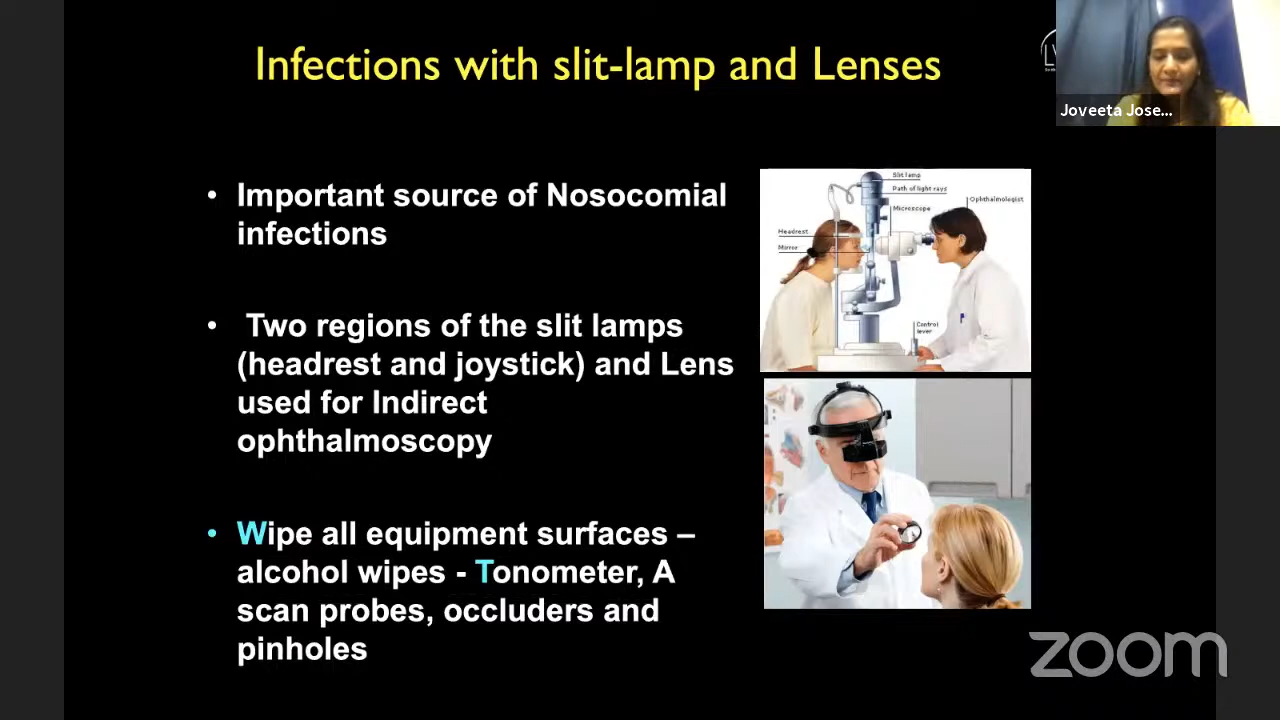 Infections with slit-lamp and Lenses
Joveeta Jose...
• Important source of Nosocomial
infections
• Two regions of the slit lamps
(headrest and joystick) and Lens
used for Indirect
ophthalmoscopy
• Wipe all equipment surfaces –
alcohol wipes - Tonometer, A
scan probes, occluders and
pinholes
Slit lamp
Path of light rays
Microscope
Ophthalmologist
Headrest
Mirror
Control
lever
zoom